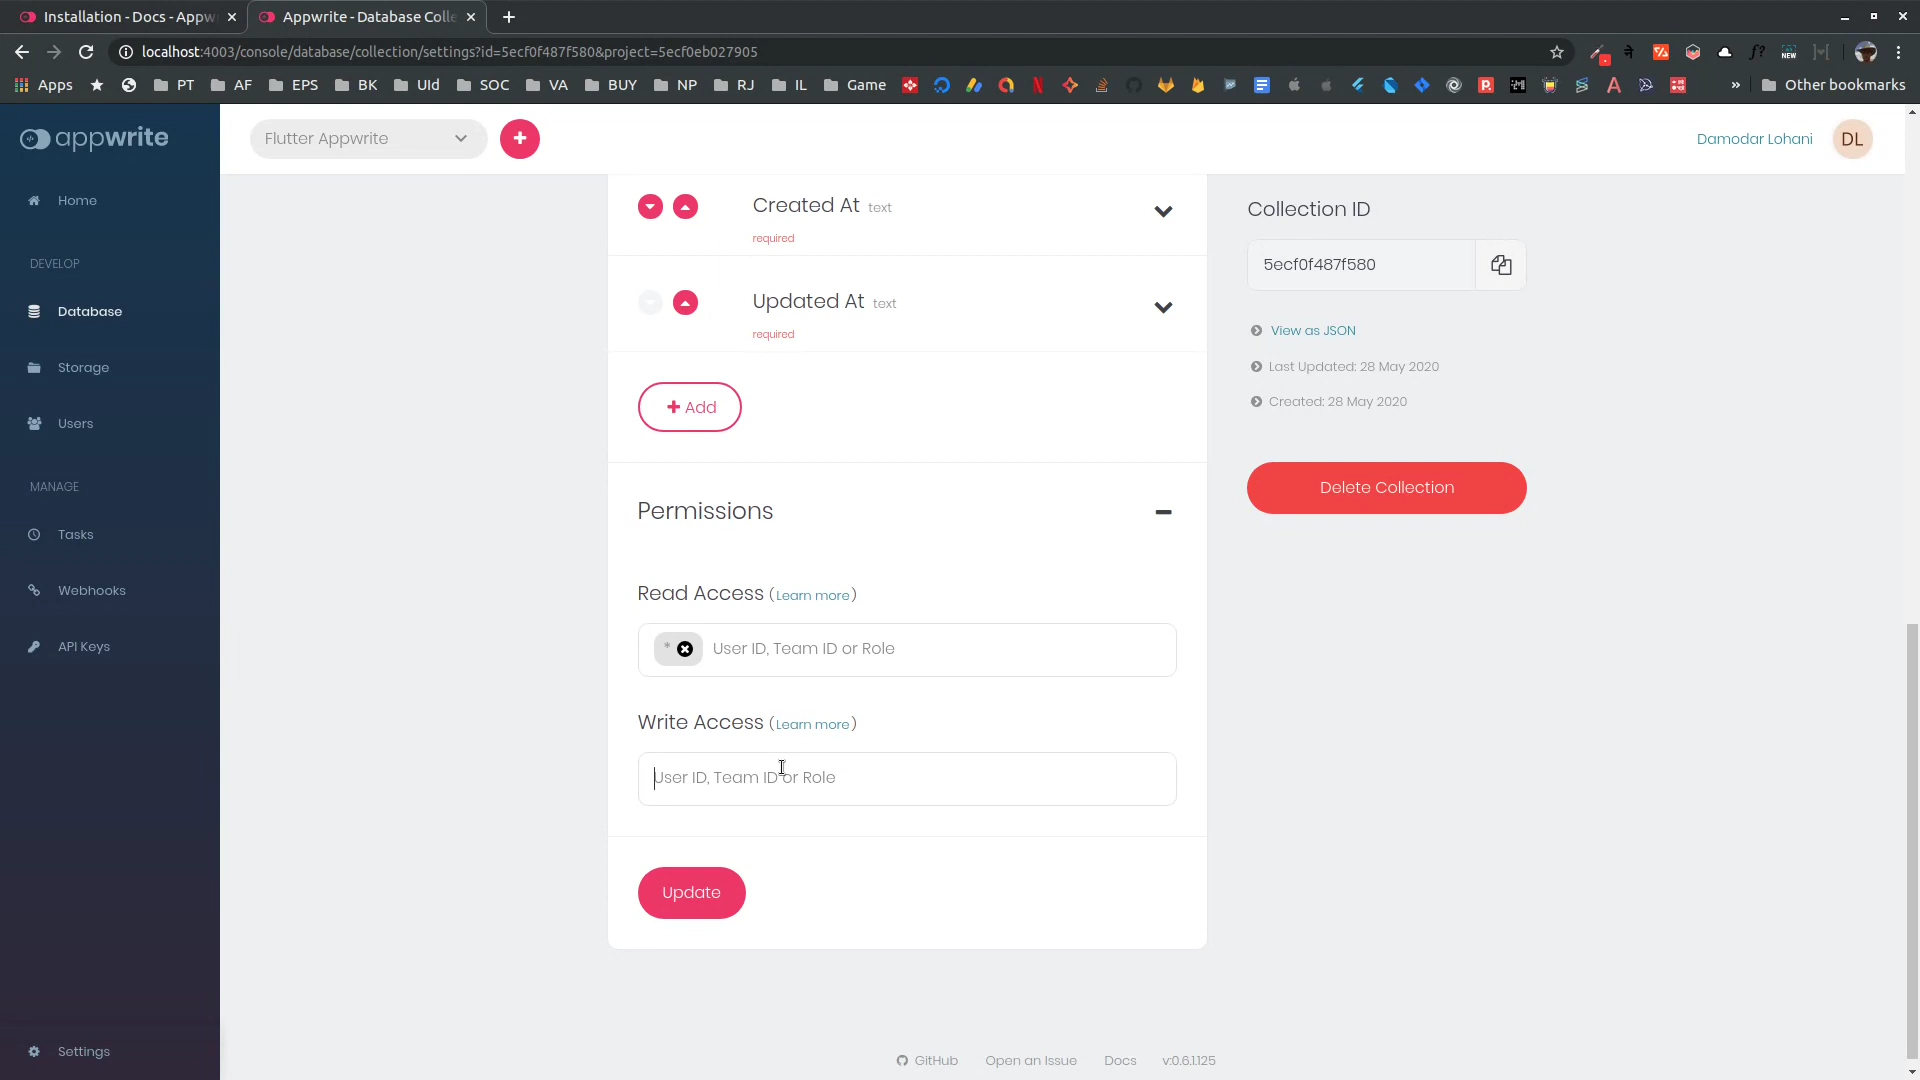 Installation - Docs - Appw
Appwrite - Database Colle
localhost:4003/console/database/collection/settings?id=5ecf0f487f580&project=5ecf0eb027905
Apps PT AF EPS BK UId SOC VA BUY NP RJ IL Game » Other bookmarks
appwrite
Flutter Appwrite
Damodar Lohani
DL
Home
DEVELOP
Database
Storage
Users
MANAGE
Tasks
Webhooks
API Keys
Settings
Created At text
required
Updated At text
required
Add
Permissions
Read Access (Learn more)
* User ID, Team ID or Role
Write Access (Learn more)
User ID, Team ID or Role
Update
Collection ID
5ecf0f487f580
View as JSON
Last Updated: 28 May 2020
Created: 28 May 2020
Delete Collection
GitHub Open an Issue Docs v:0.6.1.125